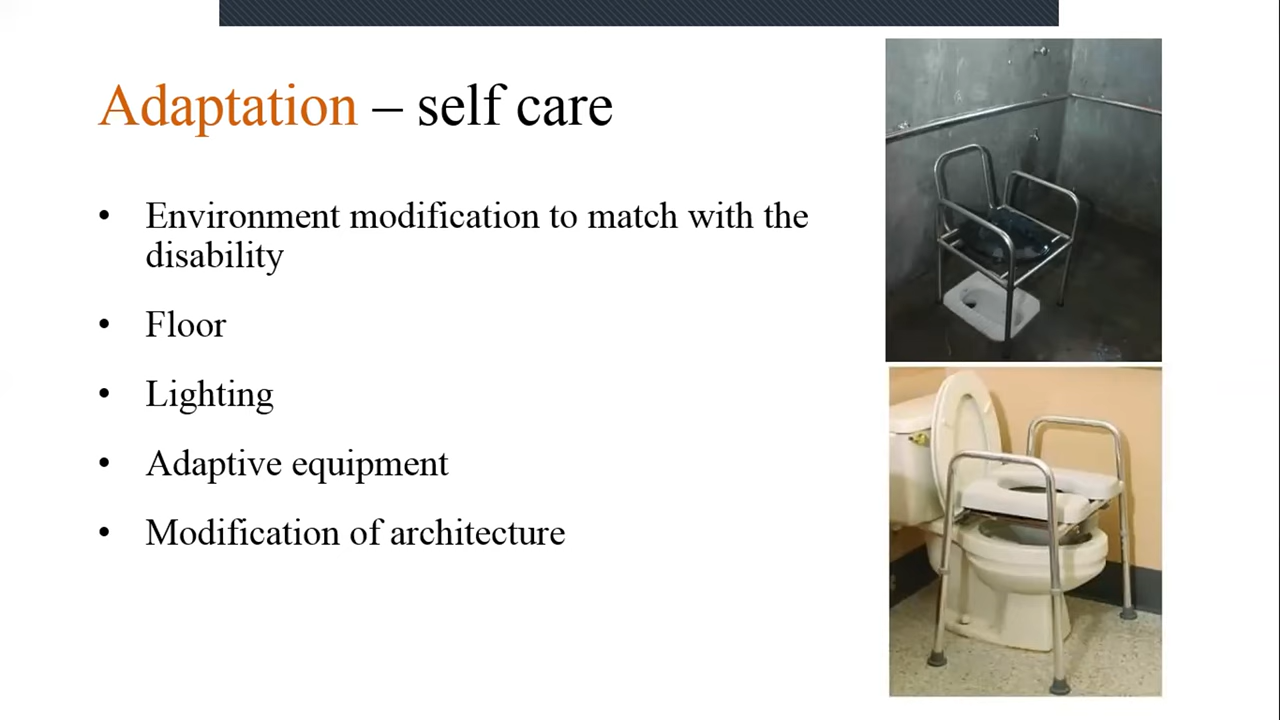 Adaptation – self care
• Environment modification to match with the
disability
• Floor
• Lighting
• Adaptive equipment
• Modification of architecture